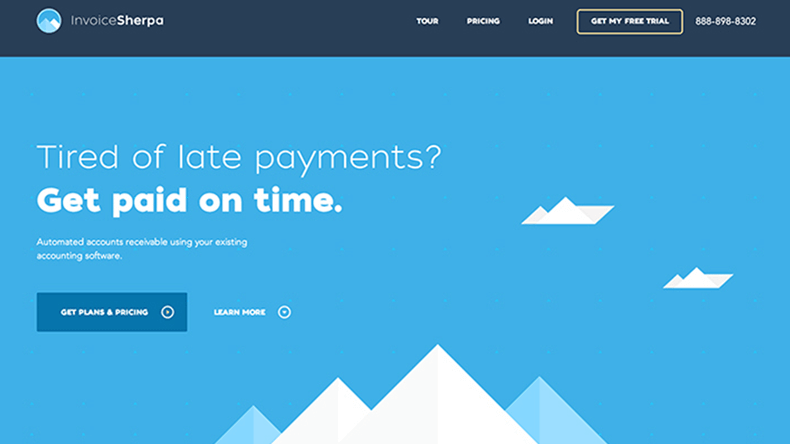 InvoiceSherpa
TOUR PRICING LOGIN GET MY FREE TRIAL 888-898-8302
Tired of late payments?
Get paid on time.
Automated accounts receivable using your existing
accounting software.
GET PLANS & PRICING LEARN MORE